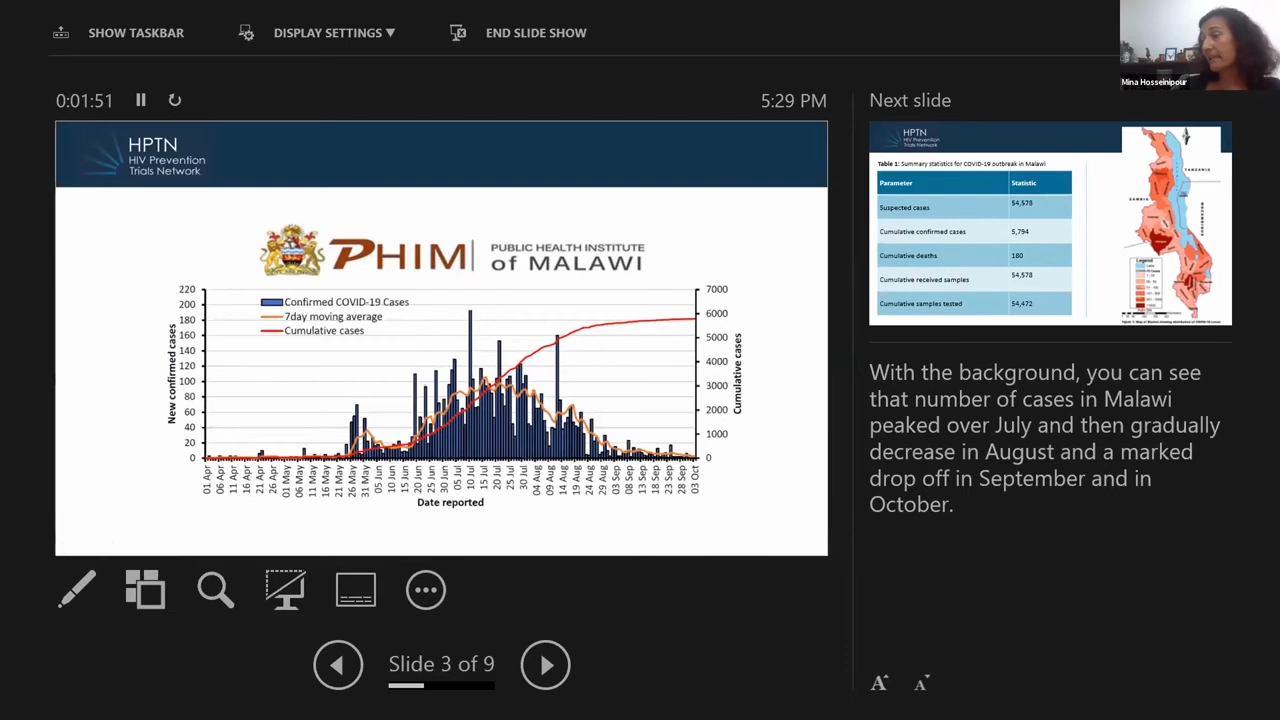 SHOW TASKBAR
DISPLAY SETTINGS ▼
END SLIDE SHOW
Mina Hosseinipour
0:01:51
5:29 PM
HPTN
HIV Prevention
Trials Network
PHIM
PUBLIC HEALTH INSTITUTE
of MALAWI
Confirmed COVID-19 Cases
7day moving average
Cumulative cases
New confirmed cases
220
200
180
160
140
120
100
80
60
40
20
0
7000
6000
5000
4000
3000
2000
1000
0
Cumulative cases
01 Apr
06 Apr
11 Apr
16 Apr
21 Apr
26 Apr
01 May
06 May
11 May
16 May
21 May
26 May
31 May
05 Jun
10 Jun
15 Jun
20 Jun
25 Jun
30 Jun
05 Jul
10 Jul
15 Jul
20 Jul
25 Jul
30 Jul
04 Aug
09 Aug
14 Aug
19 Aug
24 Aug
29 Aug
03 Sep
08 Sep
13 Sep
18 Sep
23 Sep
28 Sep
03 Oct
Date reported
Slide 3 of 9
Next slide
HPTN
HIV Prevention
Trials Network
Table 1: Summary statistics for COVID-19 outbreak in Malawi
Parameter Statistic
Suspected cases 54,578
Cumulative confirmed cases 5,794
Cumulative deaths 180
Cumulative received samples 54,578
Cumulative samples tested 54,472
TANZANIA
ZAMBIA
Legend
With the background, you can see
that number of cases in Malawi
peaked over July and then gradually
decrease in August and a marked
drop off in September and in
October.
A A